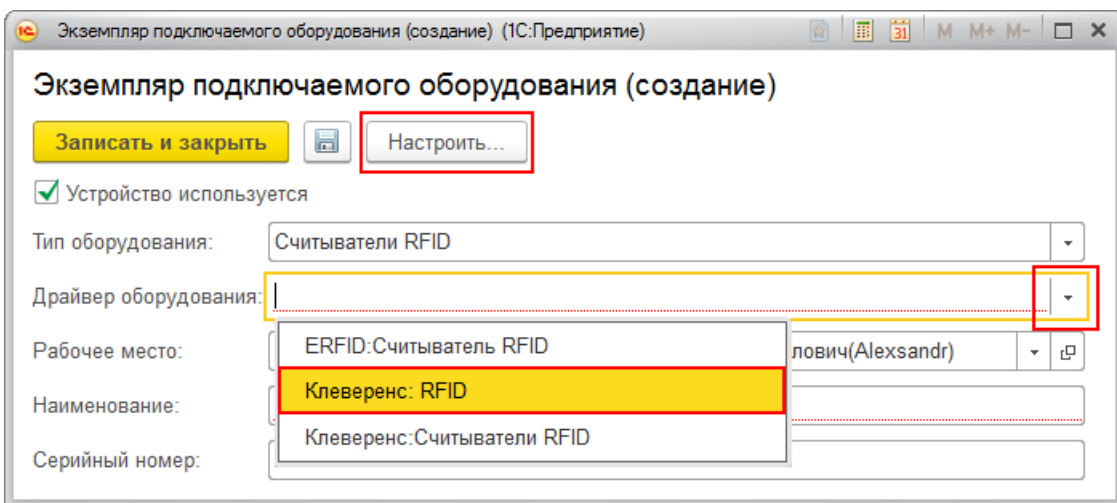 Экземпляр подключаемого оборудования (создание) (1С:Предприятие)
31 M M+ M-
Экземпляр подключаемого оборудования (создание)
Записать и закрыть Настроить...
Устройство используется
Тип оборудования: Считыватели RFID
Драйвер оборудования:
ERFID:Считыватель RFID
Рабочее место: лович(Alexsandr)
Клеверенс: RFID
Наименование:
Клеверенс:Считыватели RFID
Серийный номер: